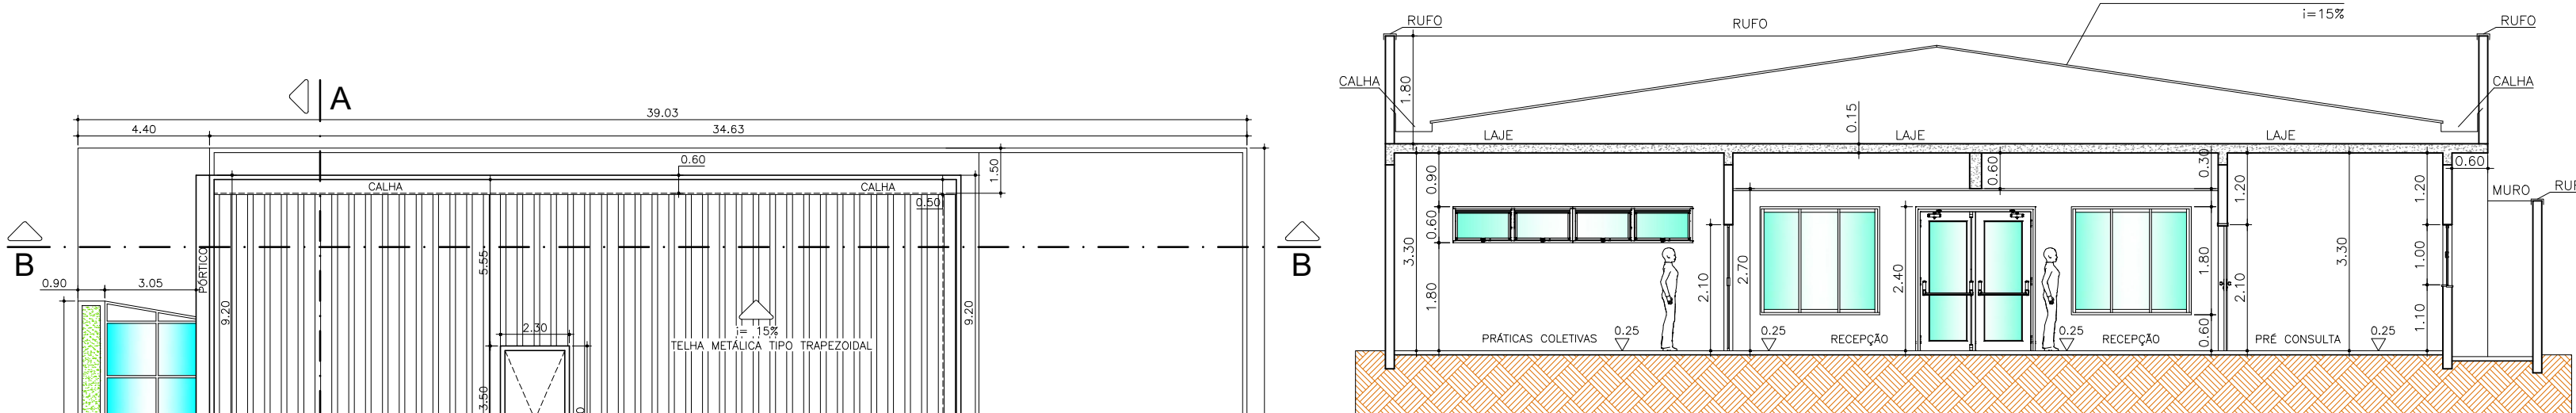 A
39.03
4.40
34.63
0.60
1.50
CALHA
CALHA
0.50
B
B
5.55
PÓRTICO
0.90
3.05
9.20
9.20
2.30
i= 15%
TELHA METÁLICA TIPO TRAPEZOIDAL
3.50
RUFO
RUFO
i=15%
RUFO
CALHA
1.80
CALHA
0.15
LAJE
LAJE
LAJE
0.90
0.60
0.30
1.20
1.20
0.60
MURO
0.60
3.30
2.70
2.40
2.10
1.80
1.80
2.10
3.30
1.00
1.10
0.60
PRÁTICAS COLETIVAS
0.25
0.25
RECEPÇÃO
0.25
RECEPÇÃO
PRÉ CONSULTA
0.25